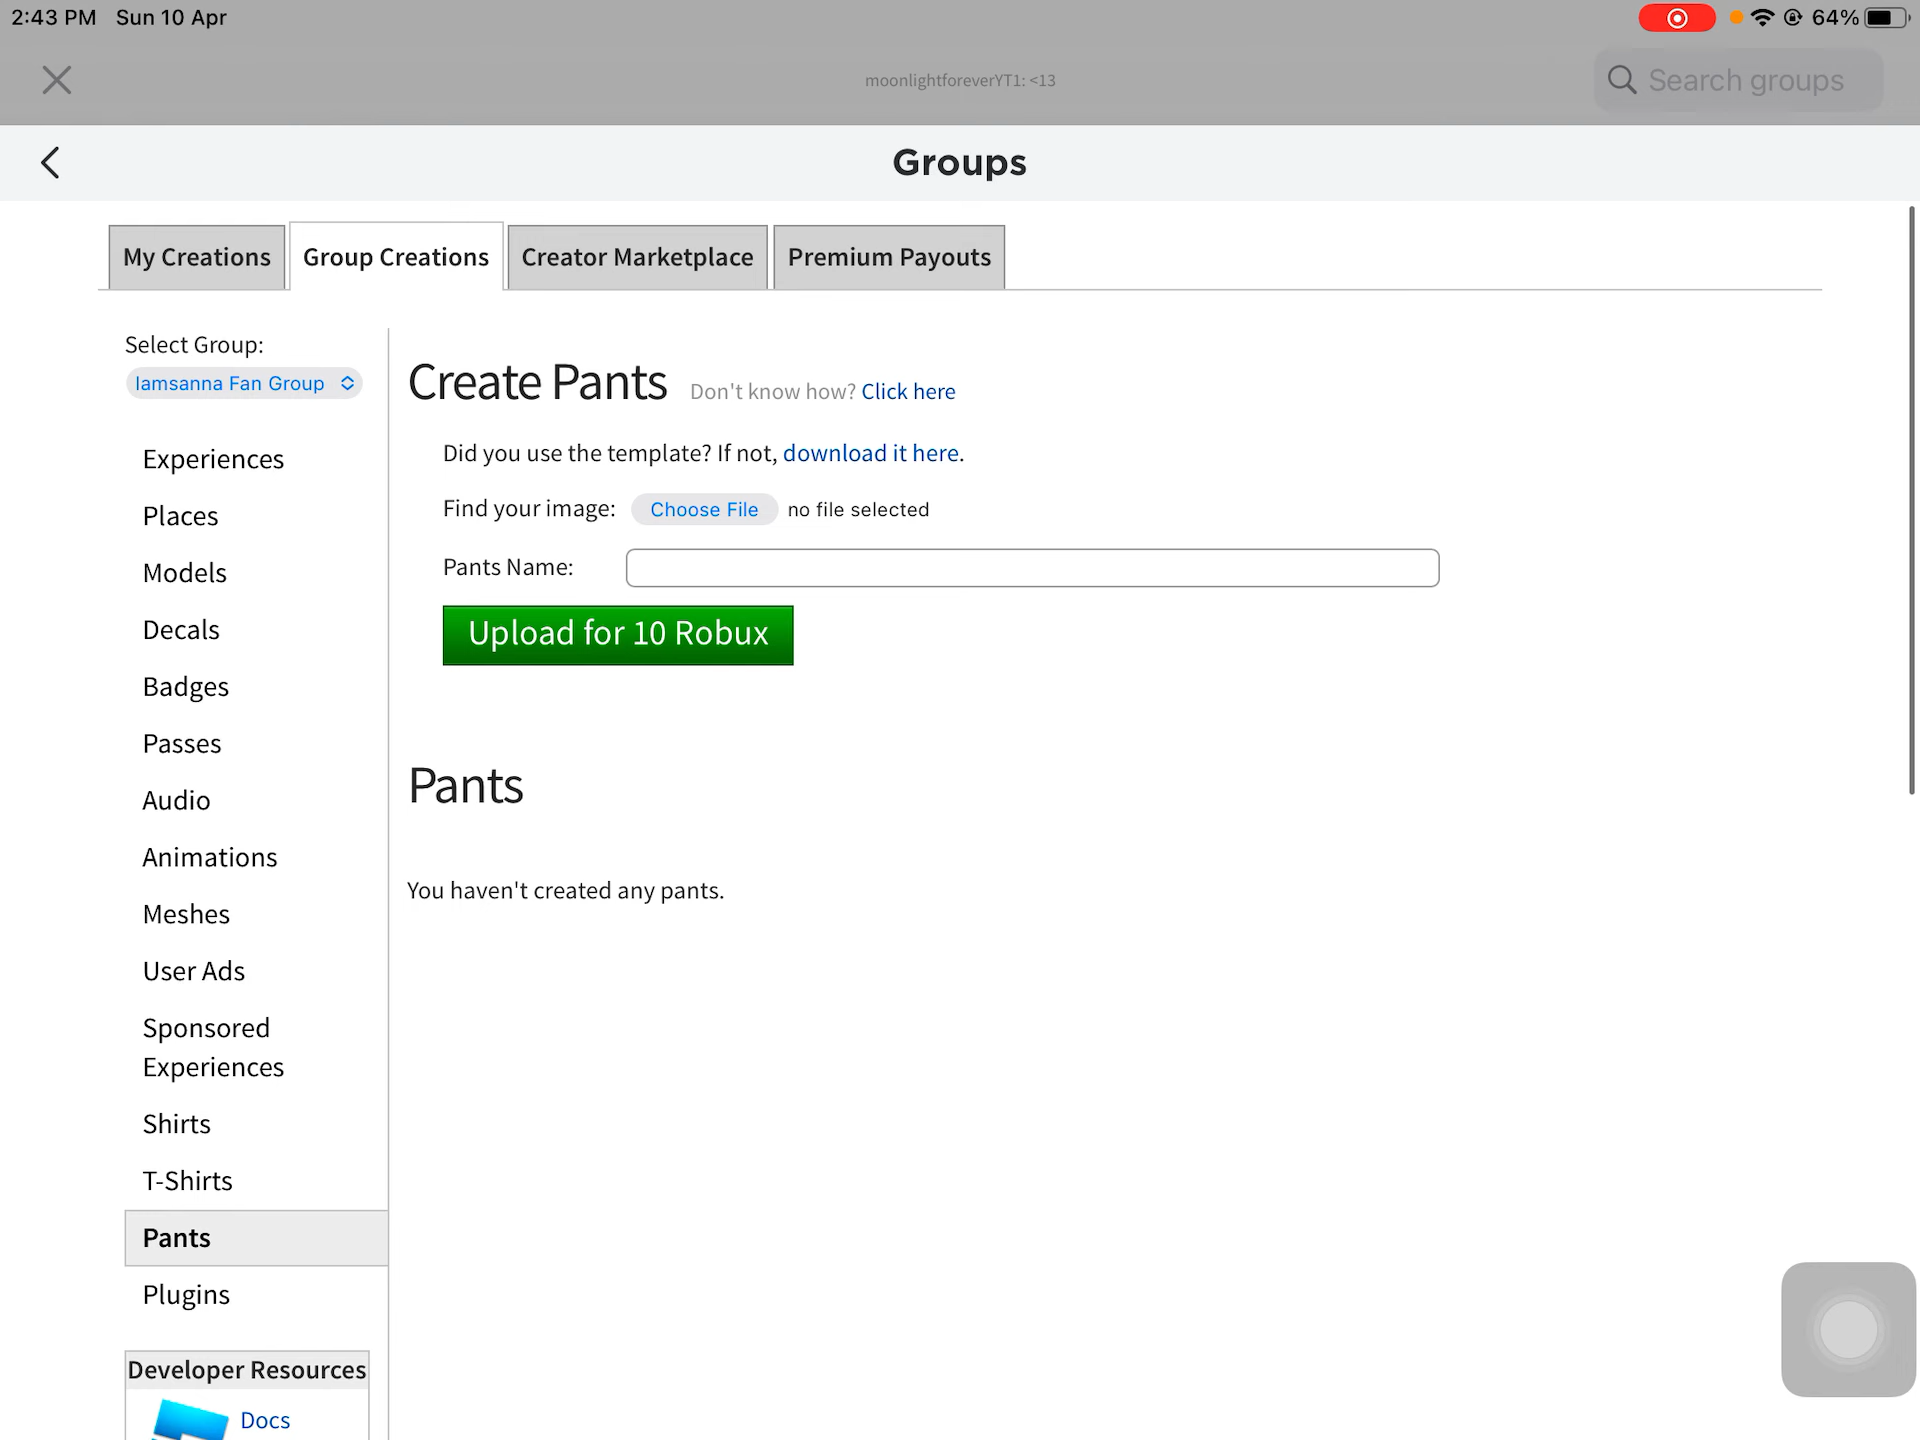 2:43 PM Sun 10 Apr 64%
moonlightforeverYT1: <13
Search groups
Groups
My Creations Group Creations Creator Marketplace Premium Payouts
Select Group:
Iamsanna Fan Group
Experiences
Places
Models
Decals
Badges
Passes
Audio
Animations
Meshes
User Ads
Sponsored
Experiences
Shirts
T-Shirts
Pants
Plugins
Developer Resources
Docs
Create Pants Don't know how? Click here
Did you use the template? If not, download it here.
Find your image: Choose File no file selected
Pants Name:
Upload for 10 Robux
Pants
You haven't created any pants.